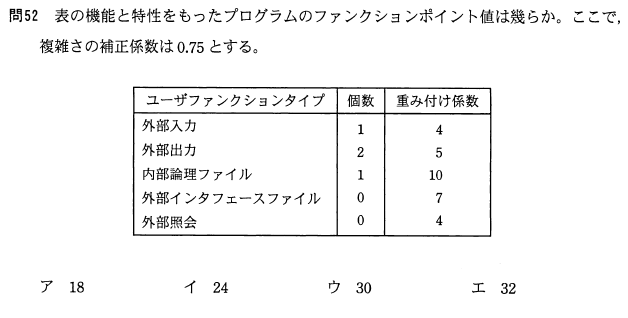 問52 表の機能と特性をもったプログラムのファンクションポイント値は幾らか。ここで,
複雑さの補正係数は0.75とする。
ユーザファンクションタイプ 個数 重み付け係数
外部入力 1 4
外部出力 2 5
内部論理ファイル 1 10
外部インタフェースファイル 0 7
外部照会 0 4
ア 18 イ 24 ウ 30 エ 32